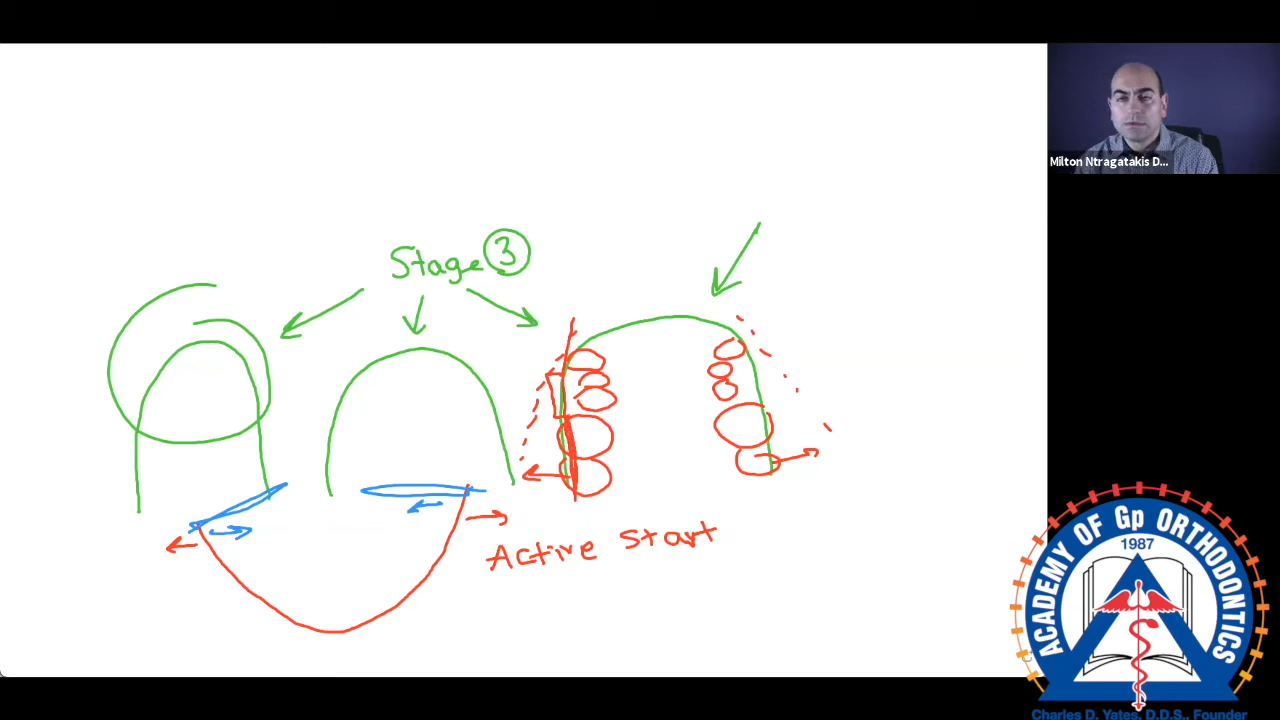 Milton Ntragatakis D...
Stage 3
Active start
ACADEMY OF Gp ORTHODONTICS
1987
Charles D. Yates, D.D.S., Founder